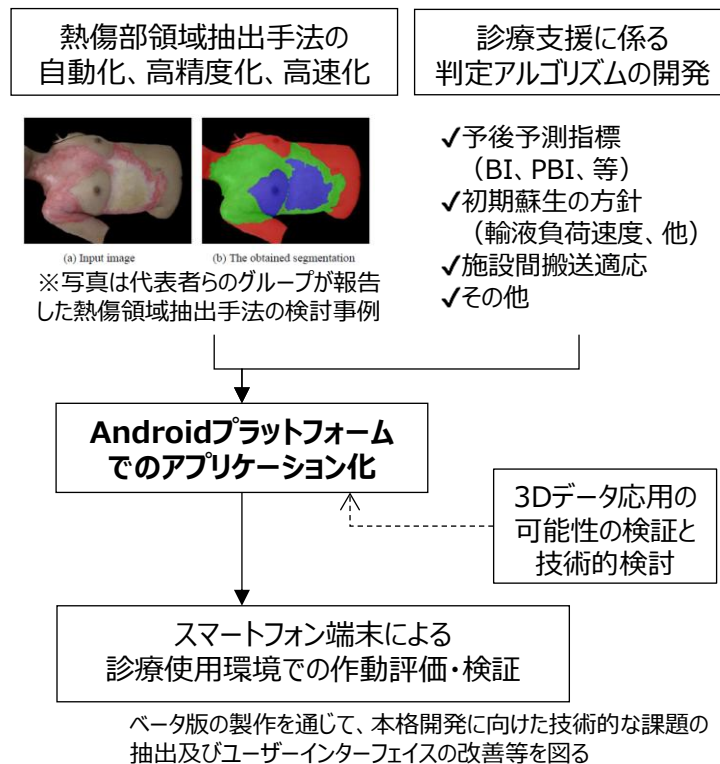 熱傷部領域抽出手法の
自動化、高精度化、高速化
診療支援に係る
判定アルゴリズムの開発
(a) Input image
(b) The obtained segmentation
※写真は代表者らのグループが報告
した熱傷領域抽出手法の検討事例
✓予後予測指標
（BI、PBI、等）
✓初期蘇生の方針
（輸液負荷速度、他）
✓施設間搬送適応
✓その他
Androidプラットフォーム
でのアプリケーション化
3Dデータ応用の
可能性の検証と
技術的検討
スマートフォン端末による
診療使用環境での作動評価・検証
ベータ版の製作を通じて、本格開発に向けた技術的な課題の
抽出及びユーザーインターフェイスの改善等を図る